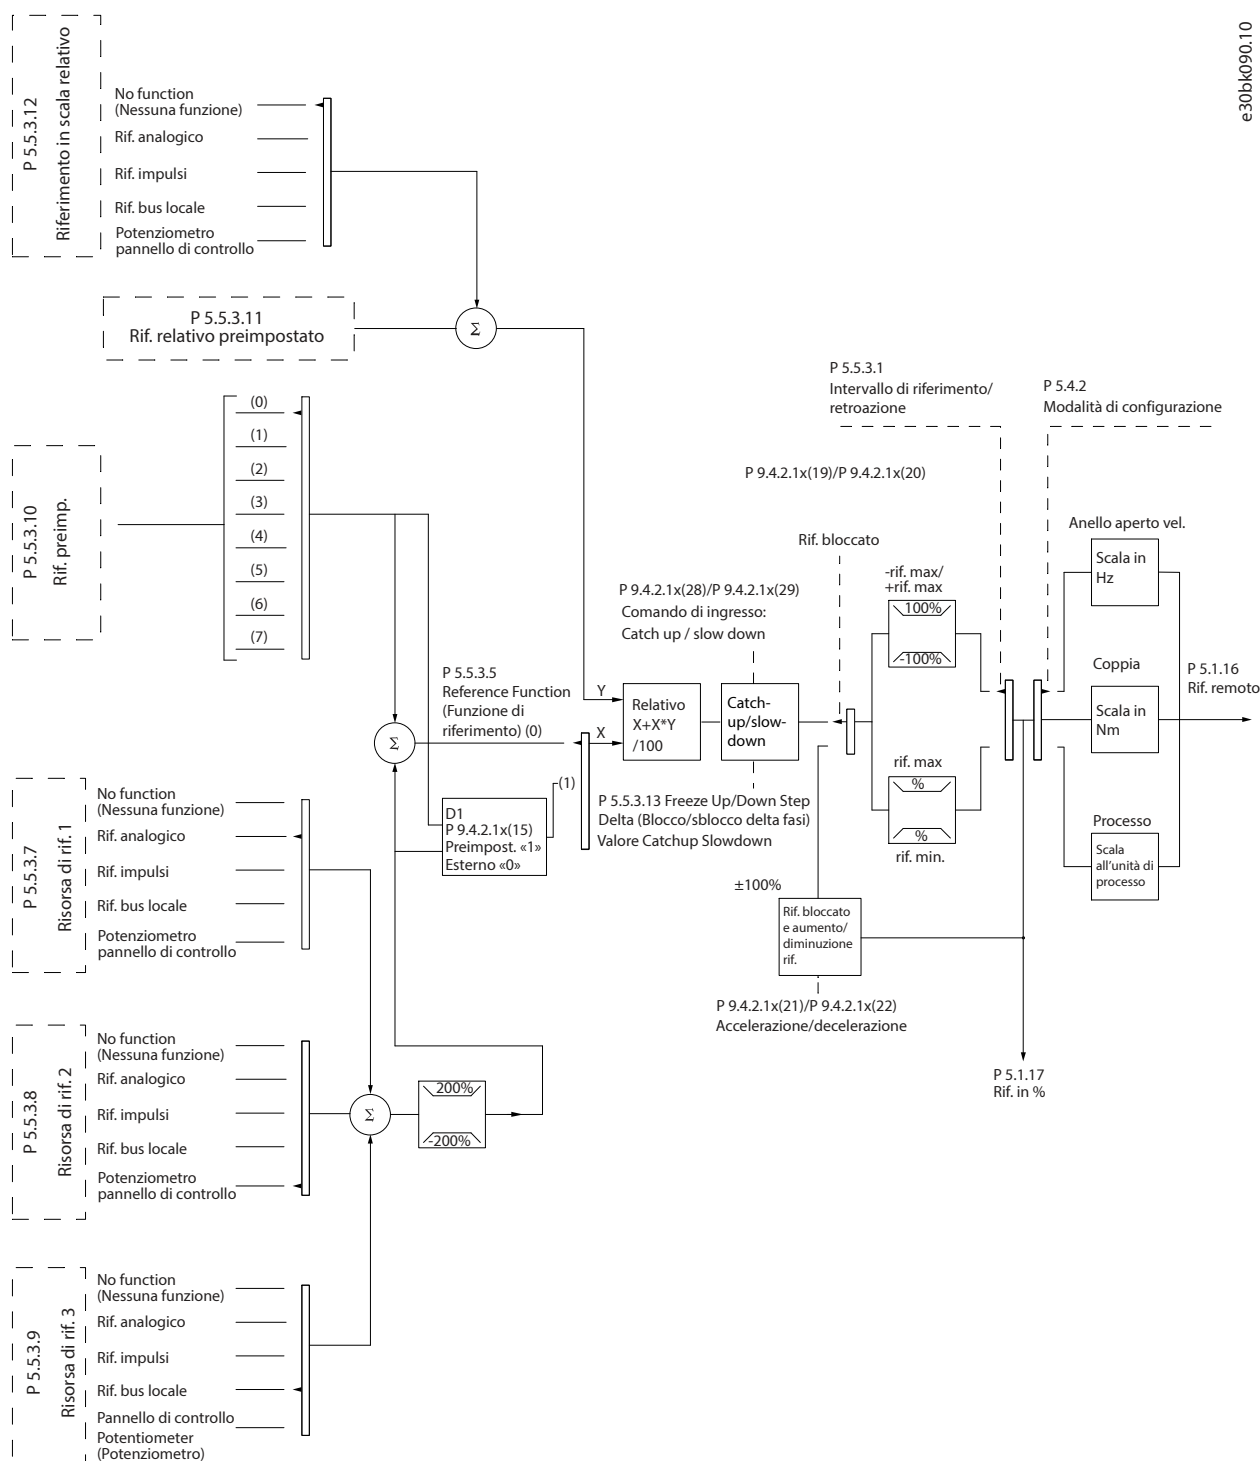 e30bk090.10
P 5.5.3.12
Riferimento in scala relativo
No function
(Nessuna funzione)
Rif. analogico
Rif. impulsi
Rif. bus locale
Potenziometro
pannello di controllo
P 5.5.3.11
Rif. relativo preimpostato
Σ
P 5.5.3.10
Rif. preimp.
(0)
(1)
(2)
(3)
(4)
(5)
(6)
(7)
P 5.5.3.5
Reference Function
(Funzione di
riferimento) (0)
Σ
Y
X
(1)
D1
P 9.4.2.1x(15)
Preimpost. «1»
Esterno «0»
Relativo
X+X*Y
/100
P 9.4.2.1x(28)/P 9.4.2.1x(29)
Comando di ingresso:
Catch up / slow down
Catch-
up/slow-
down
P 5.5.3.13 Freeze Up/Down Step
Delta (Blocco/sblocco delta fasi)
Valore Catchup Slowdown
Rif. bloccato
P 9.4.2.1x(19)/P 9.4.2.1x(20)
P 5.5.3.1
Intervallo di riferimento/
retroazione
-rif. max/
+rif. max
100%
-100%
rif. max
%
%
rif. min.
±100%
Rif. bloccato
e aumento/
diminuzione
rif.
P 9.4.2.1x(21)/P 9.4.2.1x(22)
Accelerazione/decelerazione
P 5.4.2
Modalità di configurazione
Anello aperto vel.
Scala in
Hz
Coppia
Scala in
Nm
Processo
Scala
all'unità di
processo
P 5.1.16
Rif. remoto
P 5.1.17
Rif. in %
P 5.5.3.7
Risorsa di rif. 1
No function
(Nessuna funzione)
Rif. analogico
Rif. impulsi
Rif. bus locale
Potenziometro
pannello di controllo
P 5.5.3.8
Risorsa di rif. 2
No function
(Nessuna funzione)
Rif. analogico
Rif. impulsi
Rif. bus locale
Potenziometro
pannello di controllo
Σ
200%
-200%
P 5.5.3.9
Risorsa di rif. 3
No function
(Nessuna funzione)
Rif. analogico
Rif. impulsi
Rif. bus locale
Pannello di controllo
Potentiometer
(Potenziometro)